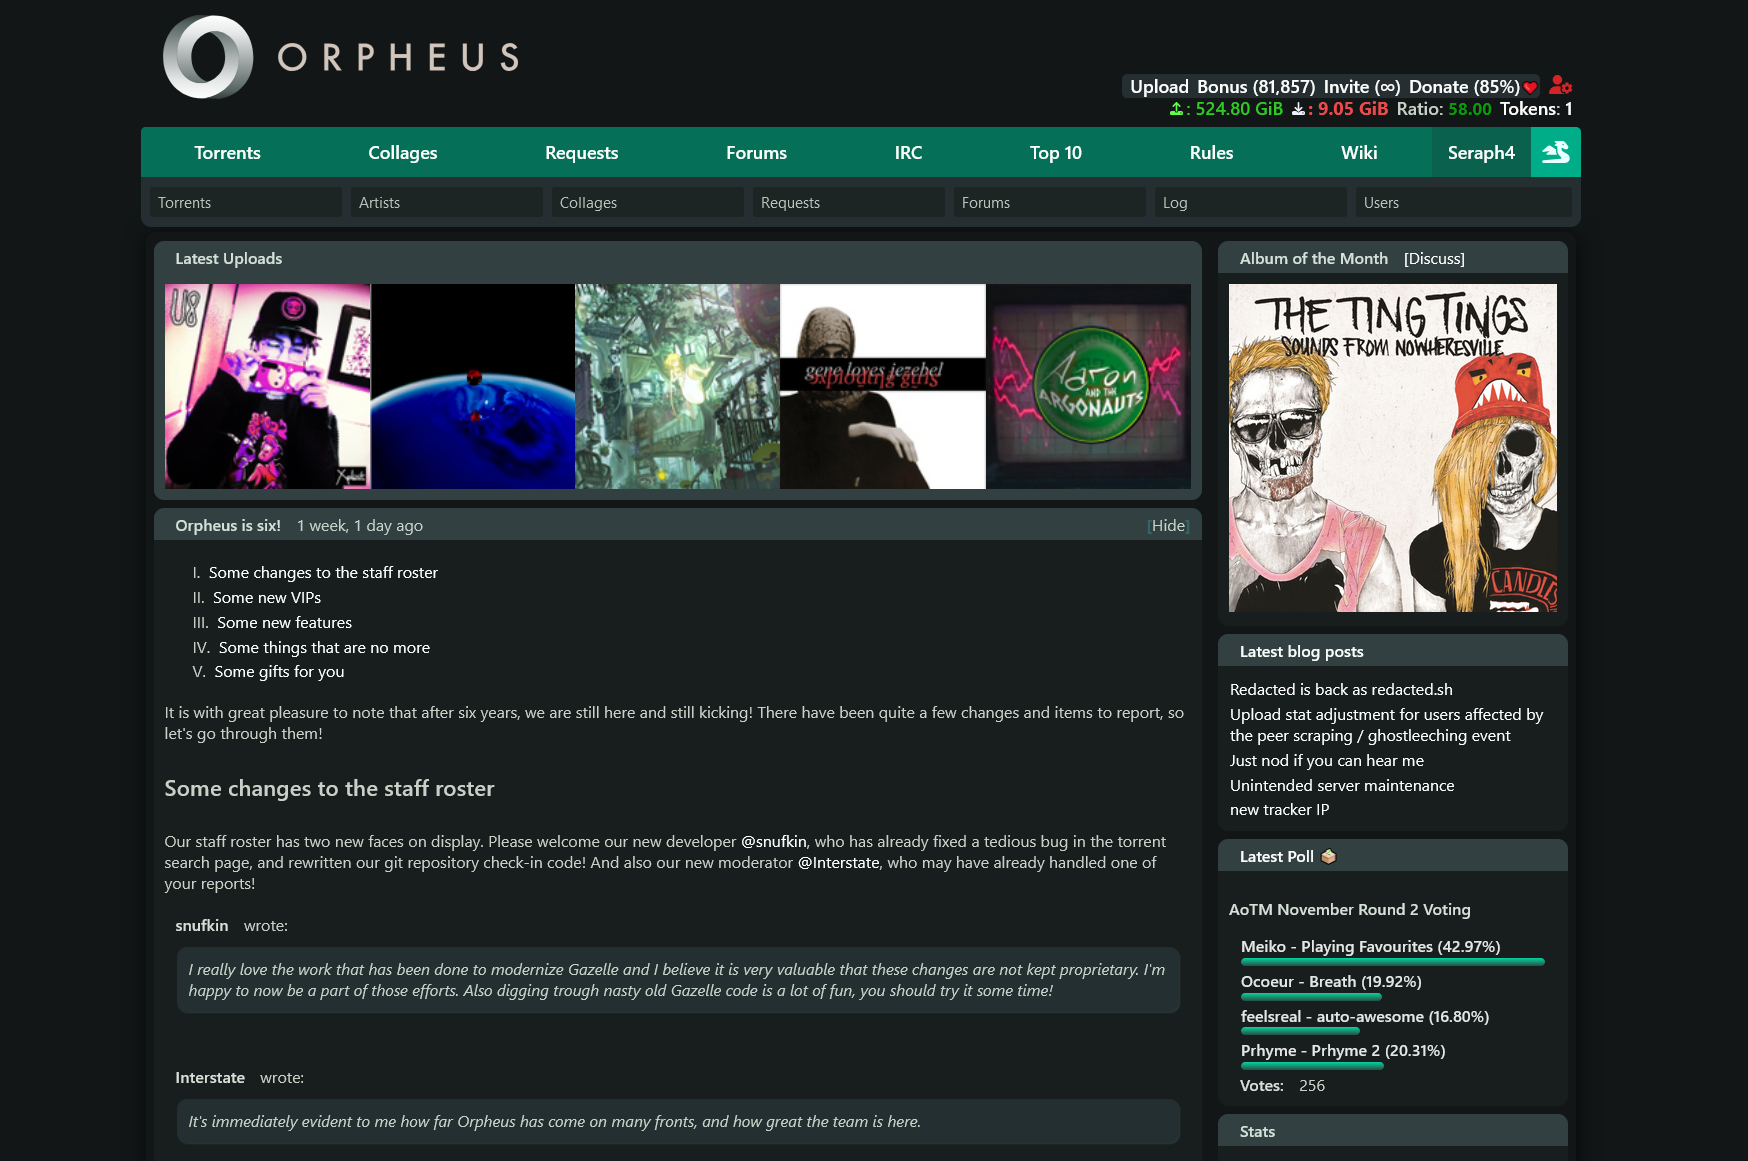 ORPHEUS
Upload Bonus (81,857) Invite (∞) Donate (85%)
: 524.80 GiB : 9.05 GiB Ratio: 58.00 Tokens: 1
Torrents Collages Requests Forums IRC Top 10 Rules Wiki Seraph4
Torrents Artists Collages Requests Forums Log Users
Latest Uploads
U8
gene loves jezebel
exploding girls
Aaron
AND THE
ARGONAUTS
Orpheus is six! 1 week, 1 day ago [Hide]
I. Some changes to the staff roster
II. Some new VIPs
III. Some new features
IV. Some things that are no more
V. Some gifts for you
It is with great pleasure to note that after six years, we are still here and still kicking! There have been quite a few changes and items to report, so
let's go through them!
Some changes to the staff roster
Our staff roster has two new faces on display. Please welcome our new developer @snufkin, who has already fixed a tedious bug in the torrent
search page, and rewritten our git repository check-in code! And also our new moderator @Interstate, who may have already handled one of
your reports!
snufkin wrote:
I really love the work that has been done to modernize Gazelle and I believe it is very valuable that these changes are not kept proprietary. I'm
happy to now be a part of those efforts. Also digging trough nasty old Gazelle code is a lot of fun, you should try it some time!
Interstate wrote:
It's immediately evident to me how far Orpheus has come on many fronts, and how great the team is here.
Album of the Month [Discuss]
THE TING TINGS
SOUNDS FROM NOWHERESVILLE
CANDLES
Latest blog posts
Redacted is back as redacted.sh
Upload stat adjustment for users affected by
the peer scraping / ghostleeching event
Just nod if you can hear me
Unintended server maintenance
new tracker IP
Latest Poll
AoTM November Round 2 Voting
Meiko - Playing Favourites (42.97%)
Ocoeur - Breath (19.92%)
feelsreal - auto-awesome (16.80%)
Prhyme - Prhyme 2 (20.31%)
Votes: 256
Stats